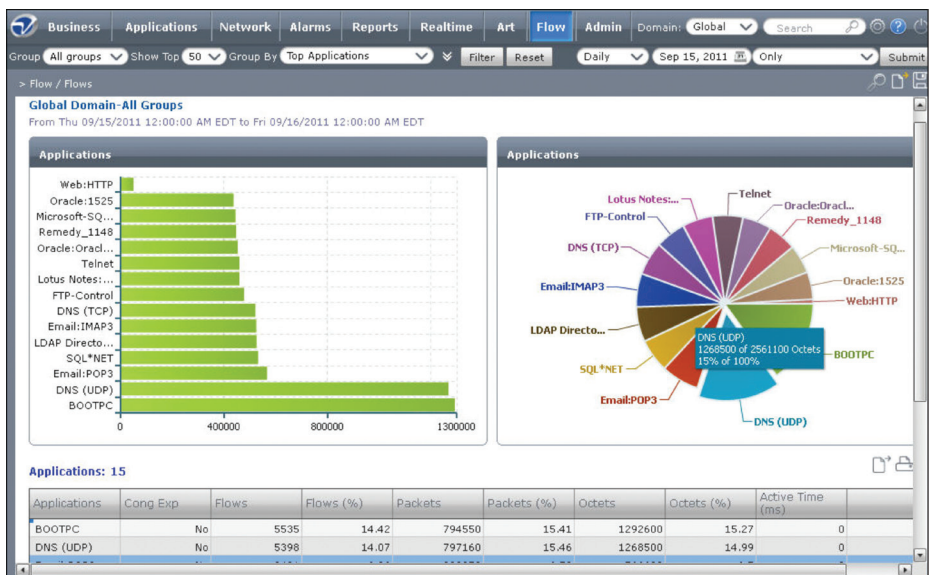 Business Applications Network Alarms Reports Realtime Art Flow Admin Domain: Global Search
Group All groups Show Top 50 Group By Top Applications Filter Reset Daily Sep 15, 2011 Only Submit
> Flow / Flows
Global Domain-All Groups
From Thu 09/15/2011 12:00:00 AM EDT to Fri 09/16/2011 12:00:00 AM EDT
Applications
Web:HTTP
Oracle:1525
Microsoft-SQ...
Remedy_1148
Oracle:Oracl...
Telnet
Lotus Notes:...
FTP-Control
DNS (TCP)
Email:IMAP3
LDAP Directo...
SQL*NET
Email:POP3
DNS (UDP)
BOOTPC
0 400000 800000 1300000
Applications
Telnet
Lotus Notes:...
Oracle:Oracl...
FTP-Control
Remedy_1148
DNS (TCP)
Microsoft-SQ...
Email:IMAP3
Oracle:1525
Web:HTTP
LDAP Directo...
DNS (UDP)
1268500 of 2561100 Octets
15% of 100%
BOOTPC
SQL*NET
Email:POP3
DNS (UDP)
Applications: 15
Applications Cong Exp Flows Flows (%) Packets Packets (%) Octets Octets (%) Active Time (ms)
BOOTPC No 5535 14.42 794550 15.41 1292600 15.27 0
DNS (UDP) No 5398 14.07 797160 15.46 1268500 14.99 0